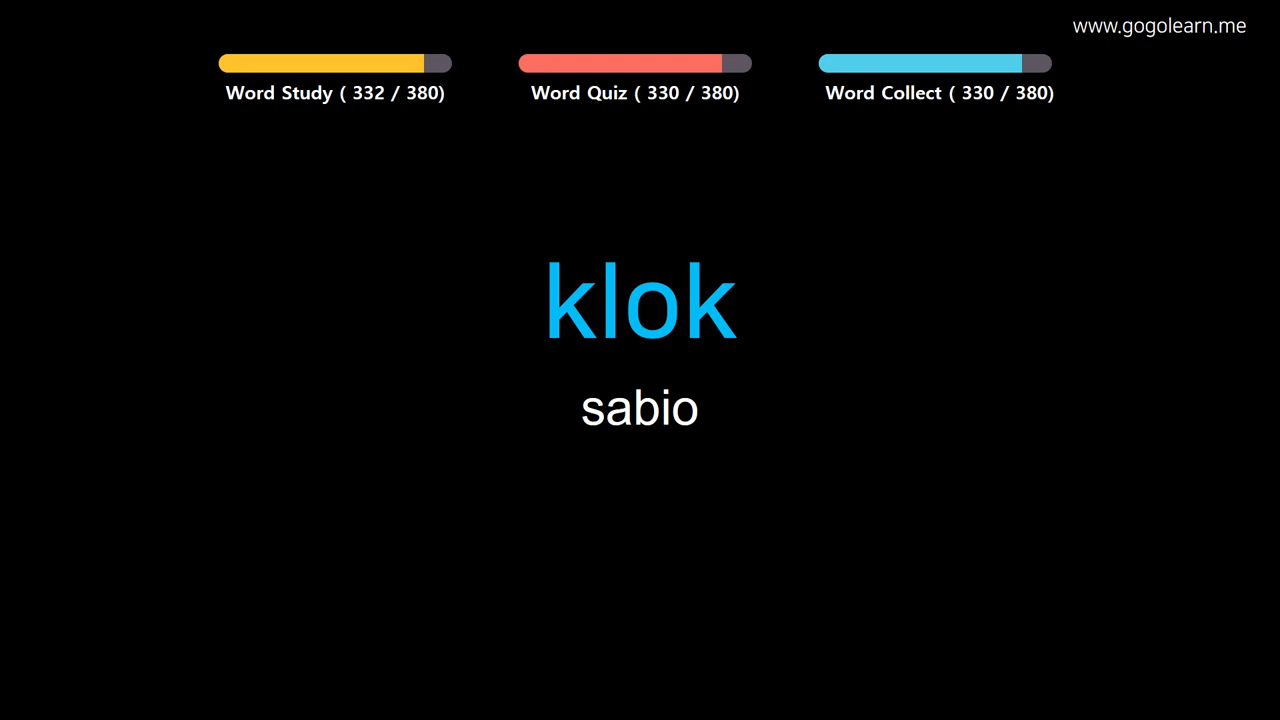 www.gogolearn.me
Word Study ( 332 / 380)
Word Quiz ( 330 / 380)
Word Collect ( 330 / 380)
klok
sabio